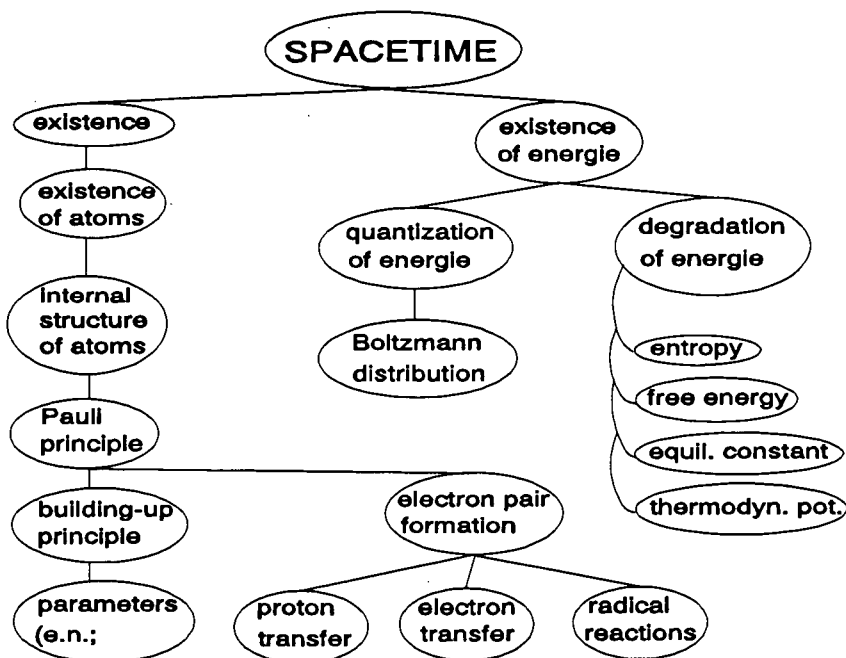 SPACETIME
existence
existence
of energie
existence
of atoms
quantization
of energie
degradation
of energie
internal
structure
of atoms
Boltzmann
distribution
entropy
free energy
Pauli
principle
equil. constant
thermodyn. pot.
building-up
principle
electron pair
formation
parameters
(e.n.;
proton
transfer
electron
transfer
radical
reactions